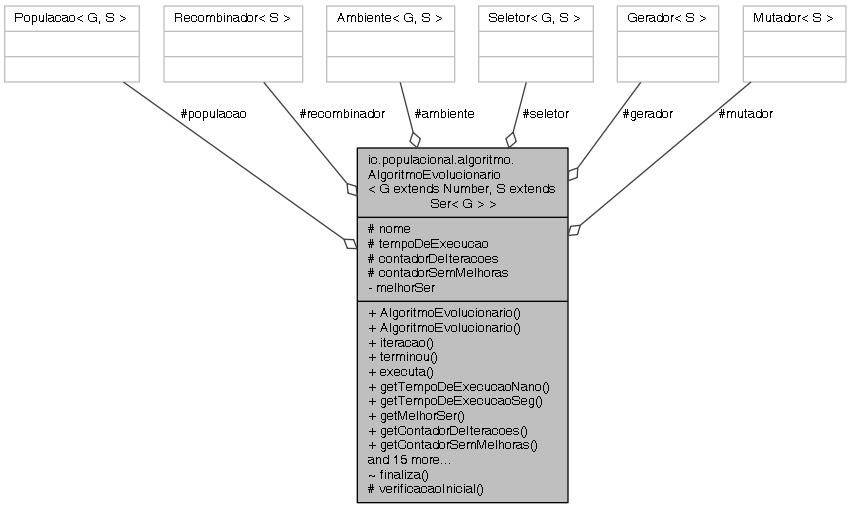 Populacao< G, S >
Recombinador< S >
Ambiente< G, S >
Seletor< G, S >
Gerador< S >
Mutador< S >
#populacao
#recombinador
#ambiente
#seletor
#gerador
#mutador
ic.populacional.algoritmo.
AlgoritmoEvolucionario
< G extends Number, S extends
Ser< G > >
# nome
# tempoDeExecucao
# contadorDeIteracoes
# contadorSemMelhoras
- melhorSer
+ AlgoritmoEvolucionario()
+ AlgoritmoEvolucionario()
+ iteracao()
+ terminou()
+ executa()
+ getTempoDeExecucaoNano()
+ getTempoDeExecucaoSeg()
+ getMelhorSer()
+ getContadorDeIteracoes()
+ getContadorSemMelhoras()
and 15 more...
~ finaliza()
# verificacaoInicial()